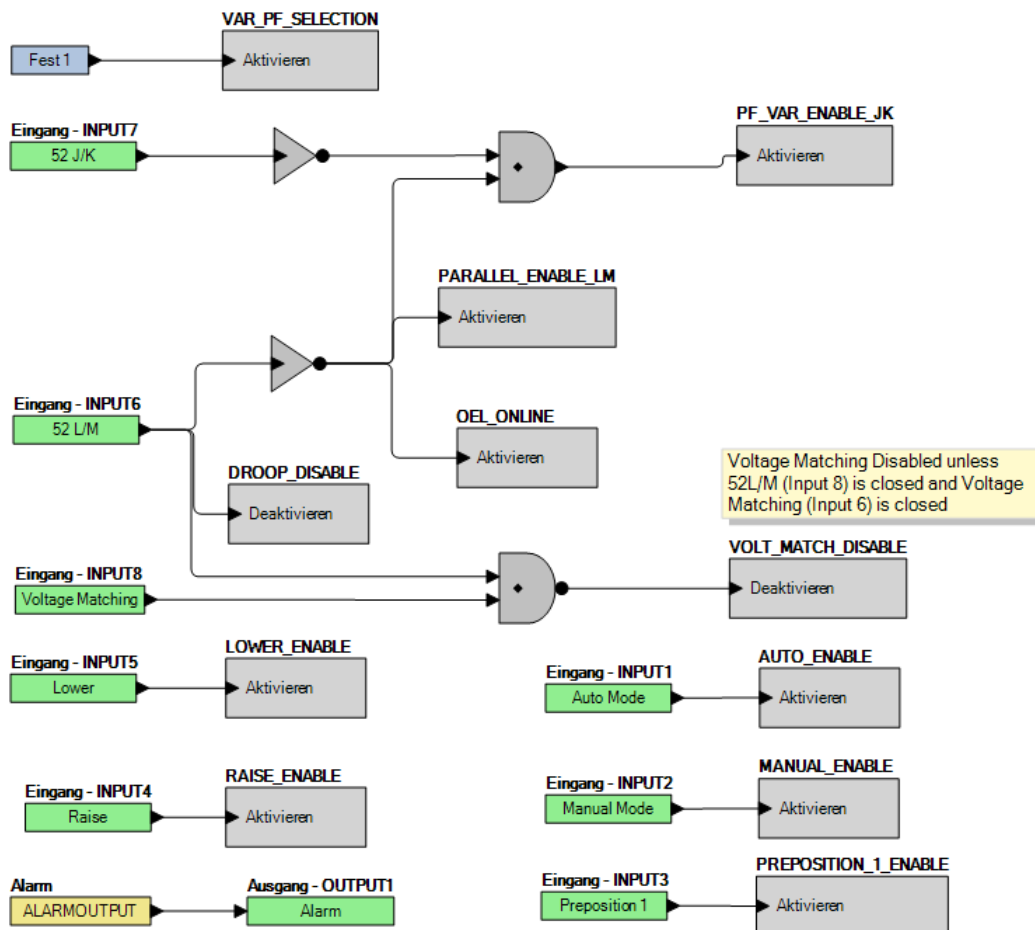 VAR_PF_SELECTION
Fest 1
Aktivieren
Eingang - INPUT7
52 J/K
PF_VAR_ENABLE_JK
Aktivieren
PARALLEL_ENABLE_LM
Aktivieren
Eingang - INPUT6
52 L/M
OEL_ONLINE
Aktivieren
DROOP_DISABLE
Deaktivieren
Voltage Matching Disabled unless
52L/M (Input 8) is closed and Voltage
Matching (Input 6) is closed
VOLT_MATCH_DISABLE
Deaktivieren
Eingang - INPUT8
Voltage Matching
LOWER_ENABLE
Eingang - INPUT5
Lower
Aktivieren
AUTO_ENABLE
Eingang - INPUT1
Auto Mode
Aktivieren
RAISE_ENABLE
Eingang - INPUT4
Raise
Aktivieren
MANUAL_ENABLE
Eingang - INPUT2
Manual Mode
Aktivieren
Alarm
ALARMOUTPUT
Ausgang - OUTPUT1
Alarm
PREPOSITION_1_ENABLE
Eingang - INPUT3
Preposition 1
Aktivieren